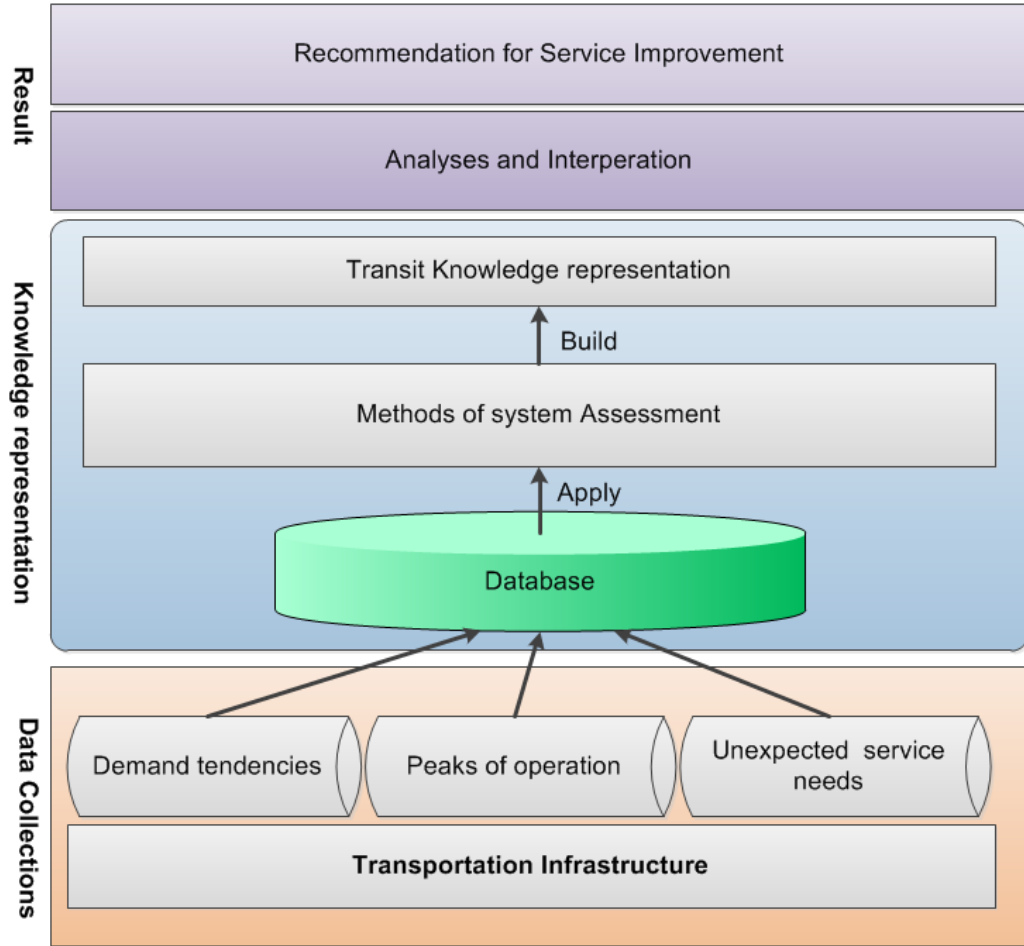 Result
Recommendation for Service Improvement
Analyses and Interperation
Knowledge representation
Transit Knowledge representation
Build
Methods of system Assessment
Apply
Database
Data Collections
Demand tendencies
Peaks of operation
Unexpected service
needs
Transportation Infrastructure